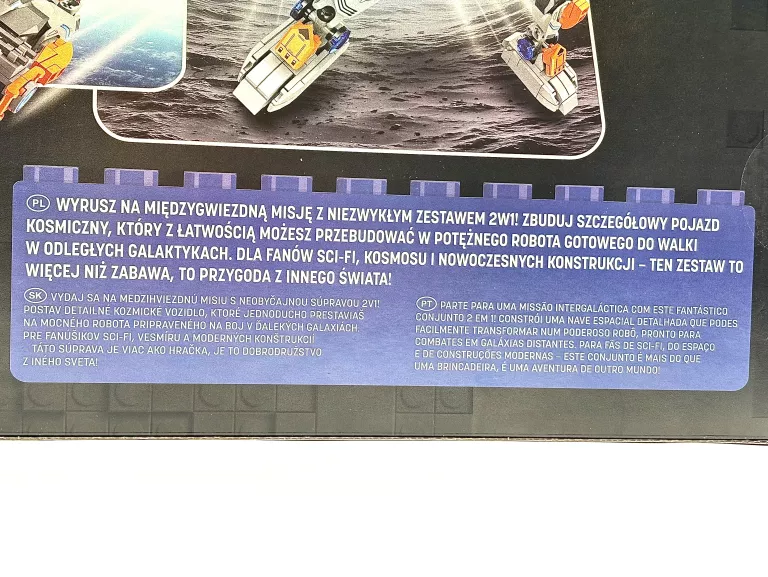 PL WYRUSZ NA MIĘDZYGWIEZDNĄ MISJĘ Z NIEZWYKŁYM ZESTAWEM 2W1! ZBUDUJ SZCZEGÓŁOWY POJAZD
KOSMICZNY, KTÓRY Z ŁATWOŚCIĄ MOŻESZ PRZEBUDOWAĆ W POTĘŻNEGO ROBOTA GOTOWEGO DO WALKI
W ODLEGŁYCH GALAKTYKACH. DLA FANÓW SCI-FI, KOSMOSU I NOWOCZESNYCH KONSTRUKCJI – TEN ZESTAW TO
WIĘCEJ NIŻ ZABAWA, TO PRZYGODA Z INNEGO ŚWIATA!
SK VYDAJ SA NA MEDZIHVIEZDNÚ MISIU S NEOBYČAJNOU SÚPRAVOU 2V1!
POSTAV DETAILNÉ KOZMICKÉ VOZIDLO, KTORÉ JEDNODUCHO PRESTAVIAŠ
NA MOCNÉHO ROBOTA PRIPRAVENÉHO NA BOJ V ĎALEKÝCH GALAXIÁCH.
PRE FANÚŠIKOV SCI-FI, VESMÍRU A MODERNÝCH KONŠTRUKCIÍ
– TÁTO SÚPRAVA JE VIAC AKO HRAČKA, JE TO DOBRODRUŽSTVO
Z INÉHO SVETA!
PT PARTE PARA UMA MISSÃO INTERGALÁCTICA COM ESTE FANTÁSTICO
CONJUNTO 2 EM 1! CONSTRÓI UMA NAVE ESPACIAL DETALHADA QUE PODES
FACILMENTE TRANSFORMAR NUM PODEROSO ROBÔ, PRONTO PARA
COMBATES EM GALÁXIAS DISTANTES. PARA FÃS DE SCI-FI, DO ESPAÇO
E DE CONSTRUÇÕES MODERNAS – ESTE CONJUNTO É MAIS DO QUE
UMA BRINCADEIRA, É UMA AVENTURA DE OUTRO MUNDO!